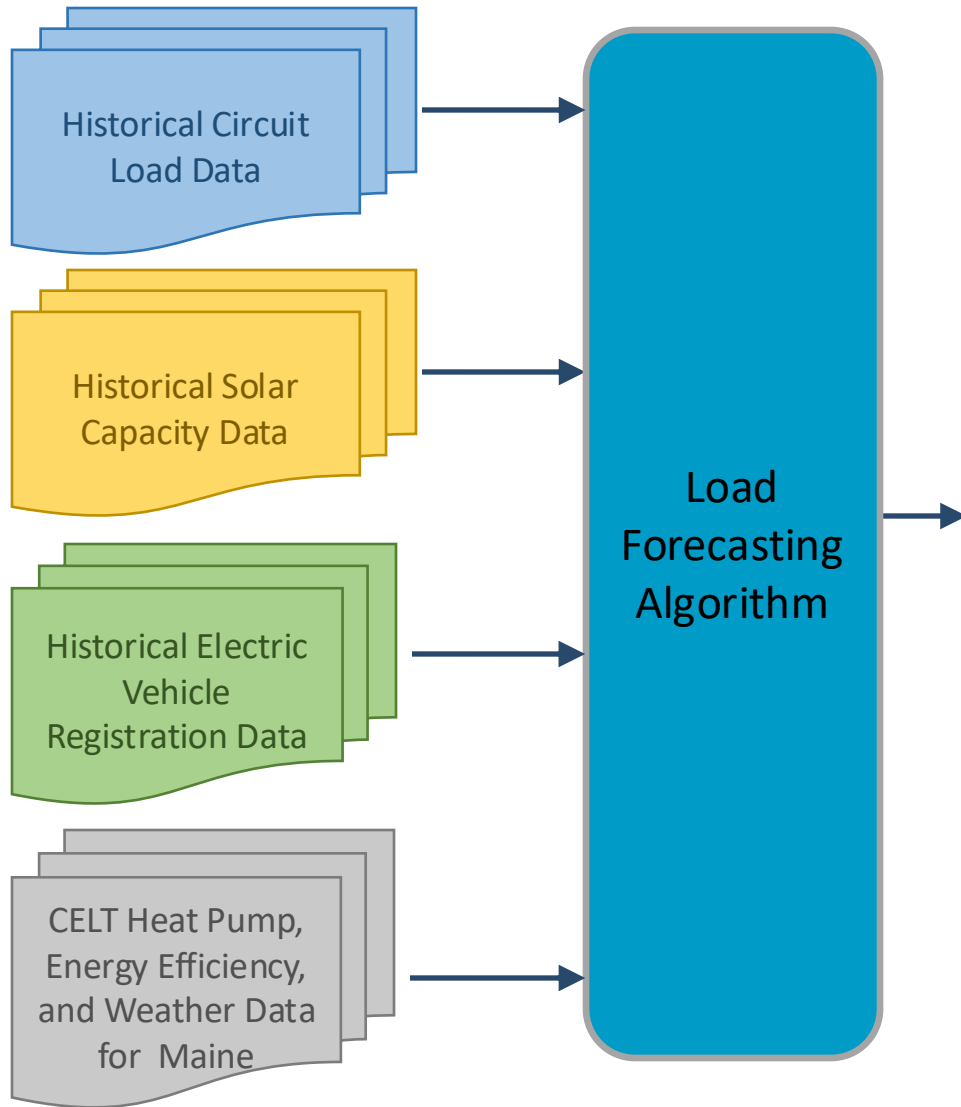 Historical Circuit
Load Data
Historical Solar
Capacity Data
Historical Electric
Vehicle
Registration Data
CELT Heat Pump,
Energy Efficiency,
and Weather Data
for  Maine
Load
Forecasting
Algorithm